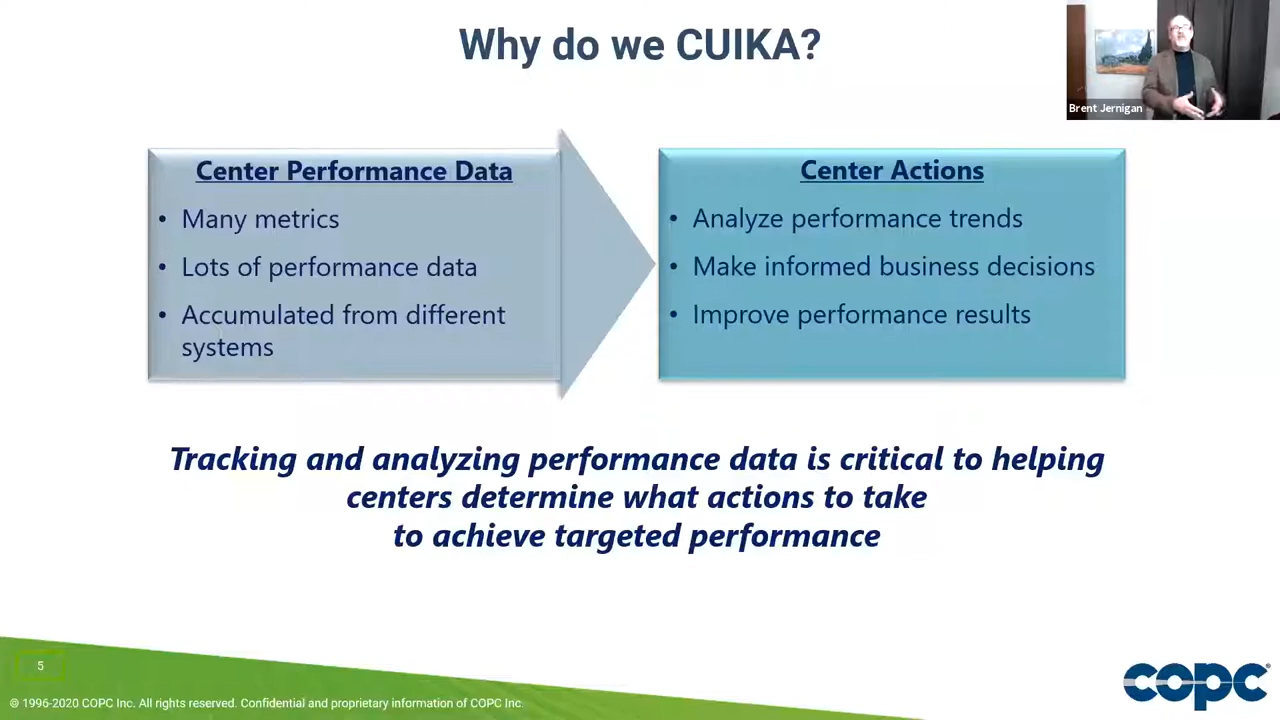 Why do we CUIKA?
Brent Jernigan
Center Performance Data
• Many metrics
• Lots of performance data
• Accumulated from different
systems
Center Actions
• Analyze performance trends
• Make informed business decisions
• Improve performance results
Tracking and analyzing performance data is critical to helping
centers determine what actions to take
to achieve targeted performance
5
© 1996-2020 COPC Inc. All rights reserved. Confidential and proprietary information of COPC Inc.
copc®